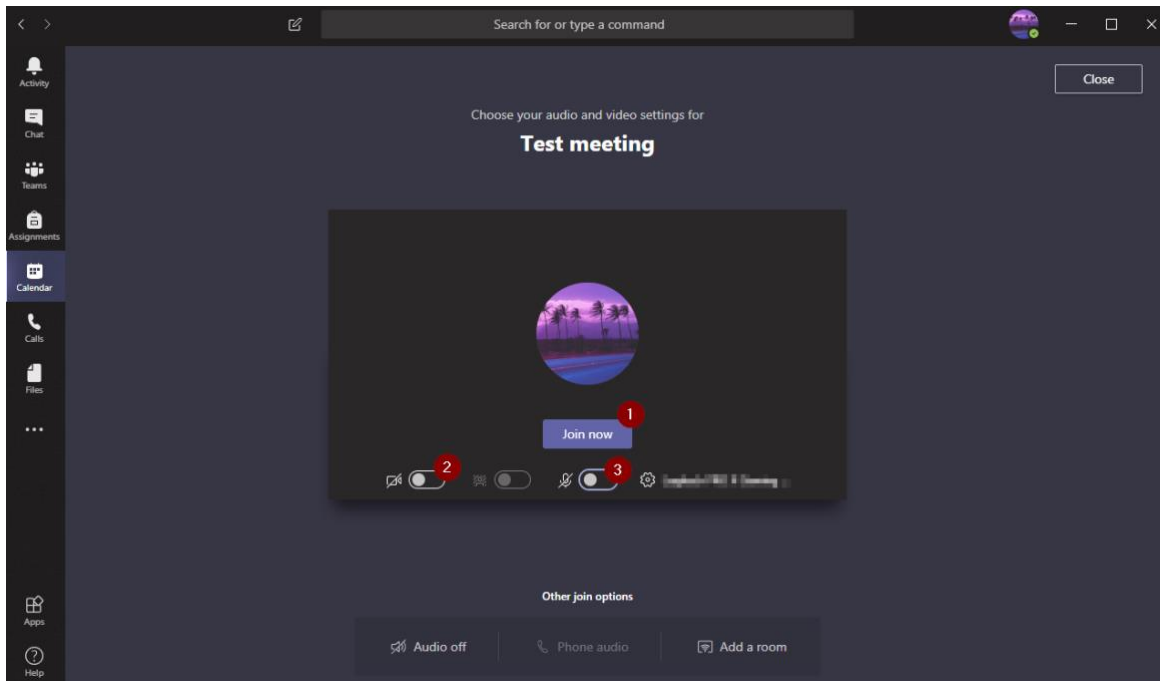 Search for or type a command
Activity
Chat
Teams
Assignments
Calendar
Calls
Files
Apps
Help
Close
Choose your audio and video settings for
Test meeting
1
Join now
2
3
Other join options
Audio off
Phone audio
Add a room